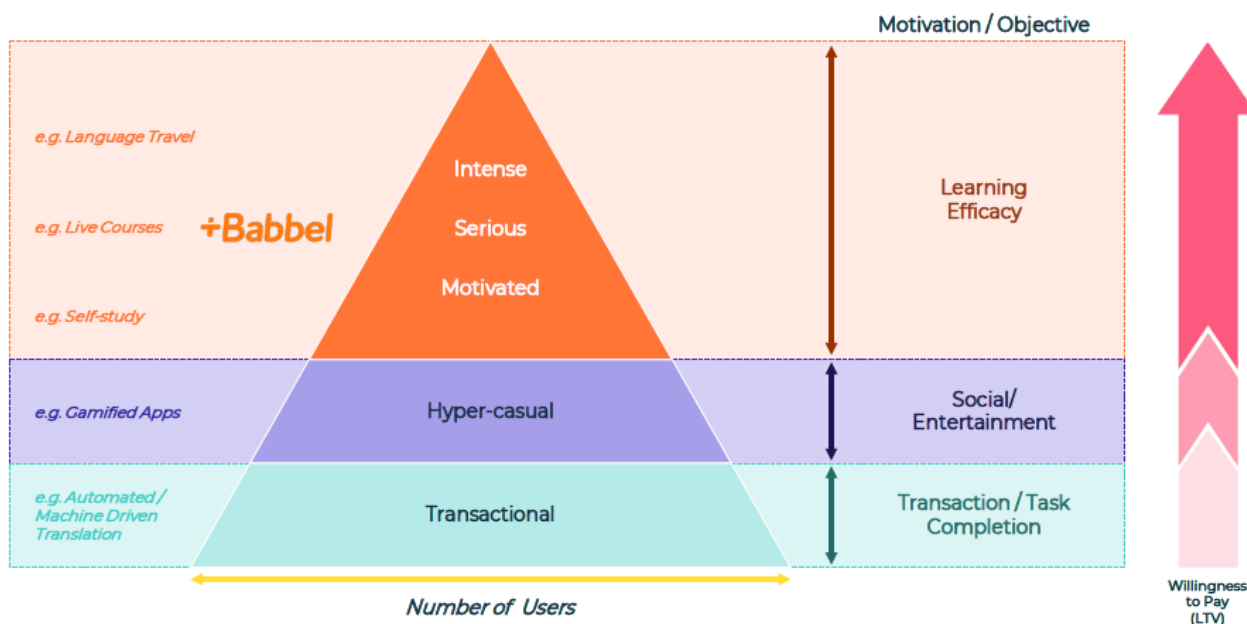 Motivation / Objective
e.g. Language Travel
Intense
Learning
Efficacy
e.g. Live Courses
+Babbel
Serious
Motivated
e.g. Self-study
e.g. Gamified Apps
Hyper-casual
Social/
Entertainment
e.g. Automated /
Machine Driven
Translation
Transactional
Transaction / Task
Completion
Number of Users
Willingness
to Pay
(LTV)